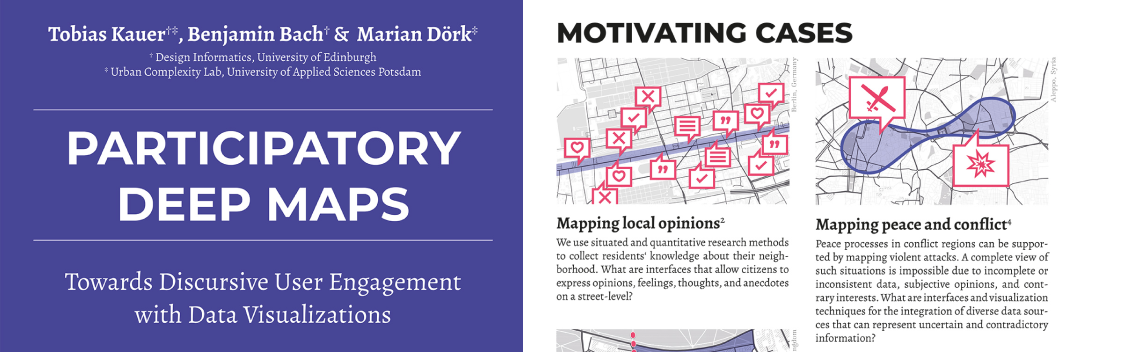 Tobias Kauer†‡, Benjamin Bach† & Marian Dörk‡
† Design Informatics, University of Edinburgh
‡ Urban Complexity Lab, University of Applied Sciences Potsdam
PARTICIPATORY
DEEP MAPS
Towards Discursive User Engagement
with Data Visualizations
MOTIVATING CASES
Berlin, Germany
Mapping local opinions²
We use situated and quantitative research methods
to collect residents' knowledge about their neigh-
borhood. What are interfaces that allow citizens to
express opinions, feelings, thoughts, and anecdotes
on a street-level?
Aleppo, Syria
Mapping peace and conflict⁴
Peace processes in conflict regions can be suppor-
ted by mapping violent attacks. A complete view of
such situations is impossible due to incomplete or
inconsistent data, subjective opinions, and cont-
rary interests. What are interfaces and visualization
techniques for the integration of diverse data sour-
ces that can represent uncertain and contradictory
information?